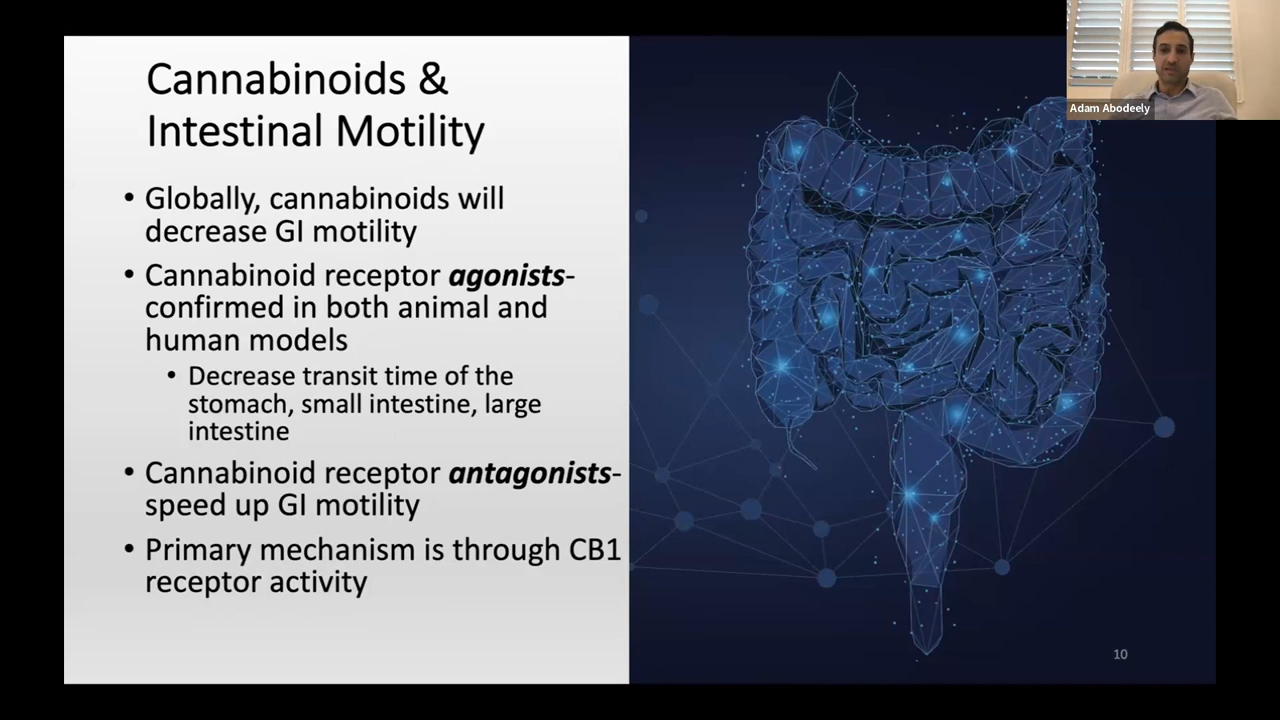 Cannabinoids &
Intestinal Motility
• Globally, cannabinoids will
decrease GI motility
• Cannabinoid receptor agonists-
confirmed in both animal and
human models
• Decrease transit time of the
stomach, small intestine, large
intestine
• Cannabinoid receptor antagonists-
speed up GI motility
• Primary mechanism is through CB1
receptor activity
Adam Abodeely
10